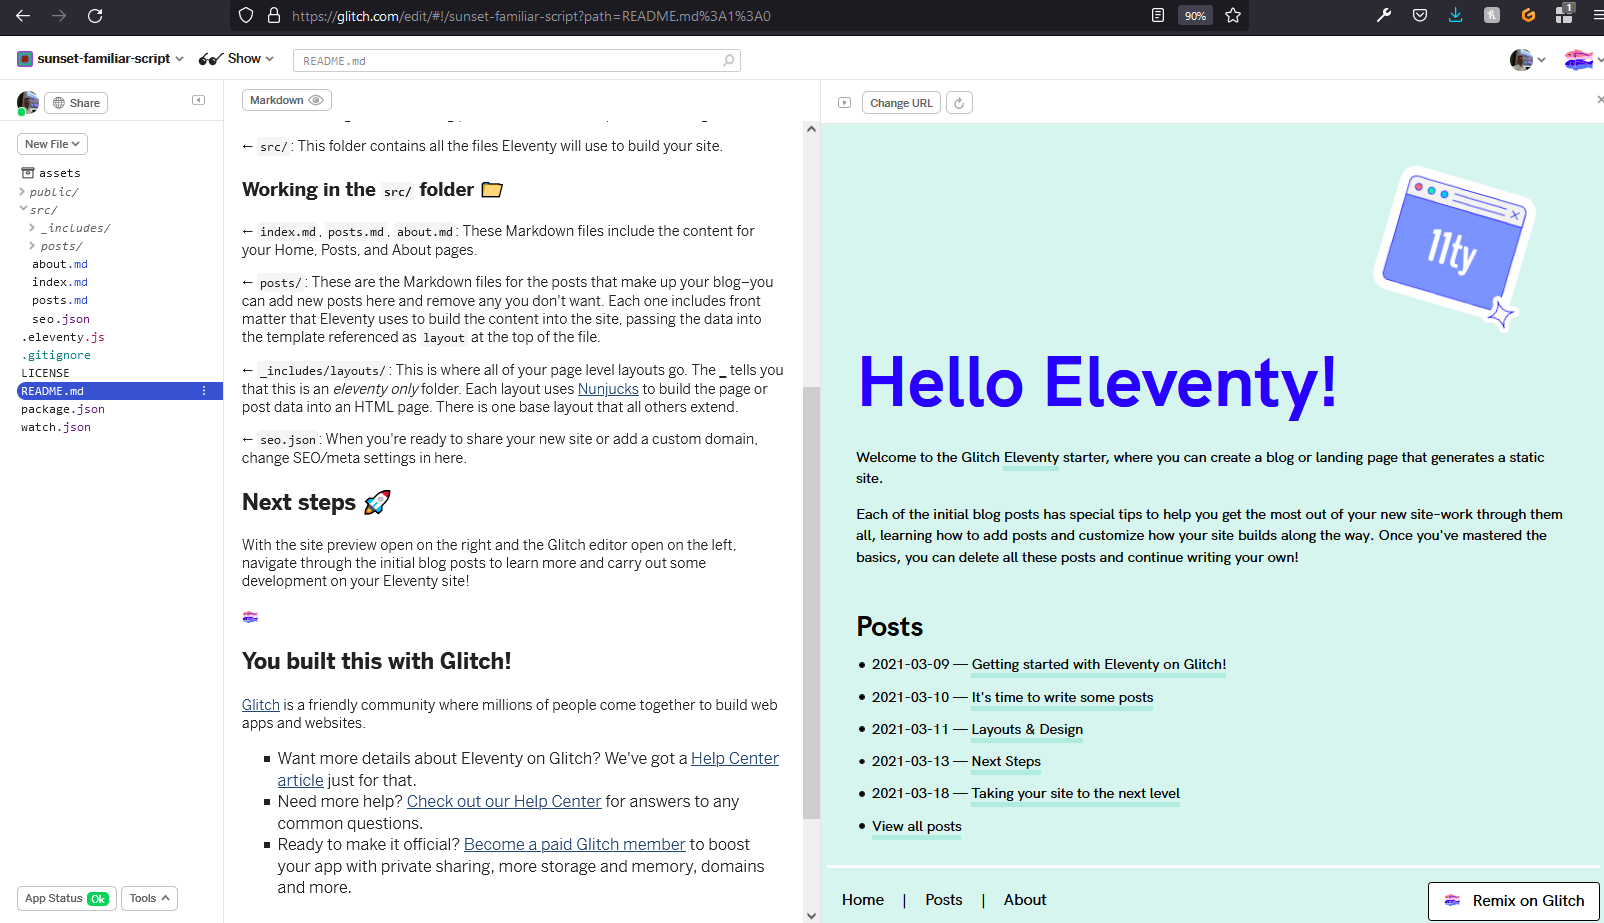 https://glitch.com/edit/#!/sunset-familiar-script?path=README.md%3A1%3A0
90%
1
sunset-familiar-script
Show
README.md
Share
New File
assets
public/
src/
_includes/
posts/
about.md
index.md
posts.md
seo.json
.eleventy.js
.gitignore
LICENSE
README.md
package.json
watch.json
App Status Ok
Tools
Markdown
← src/: This folder contains all the files Eleventy will use to build your site.
Working in the src/ folder
← index.md, posts.md, about.md: These Markdown files include the content for
your Home, Posts, and About pages.
← posts/: These are the Markdown files for the posts that make up your blog–you
can add new posts here and remove any you don't want. Each one includes front
matter that Eleventy uses to build the content into the site, passing the data into
the template referenced as layout at the top of the file.
← _includes/layouts/: This is where all of your page level layouts go. The _ tells you
that this is an eleventy only folder. Each layout uses Nunjucks to build the page or
post data into an HTML page. There is one base layout that all others extend.
← seo.json: When you're ready to share your new site or add a custom domain,
change SEO/meta settings in here.
Next steps
With the site preview open on the right and the Glitch editor open on the left,
navigate through the initial blog posts to learn more and carry out some
development on your Eleventy site!
You built this with Glitch!
Glitch is a friendly community where millions of people come together to build web
apps and websites.
Want more details about Eleventy on Glitch? We've got a Help Center
article just for that.
Need more help? Check out our Help Center for answers to any
common questions.
Ready to make it official? Become a paid Glitch member to boost
your app with private sharing, more storage and memory, domains
and more.
Change URL
11ty
Hello Eleventy!
Welcome to the Glitch Eleventy starter, where you can create a blog or landing page that generates a static
site.
Each of the initial blog posts has special tips to help you get the most out of your new site–work through them
all, learning how to add posts and customize how your site builds along the way. Once you've mastered the
basics, you can delete all these posts and continue writing your own!
Posts
• 2021-03-09 — Getting started with Eleventy on Glitch!
• 2021-03-10 — It's time to write some posts
• 2021-03-11 — Layouts & Design
• 2021-03-13 — Next Steps
• 2021-03-18 — Taking your site to the next level
• View all posts
Home | Posts | About
Remix on Glitch